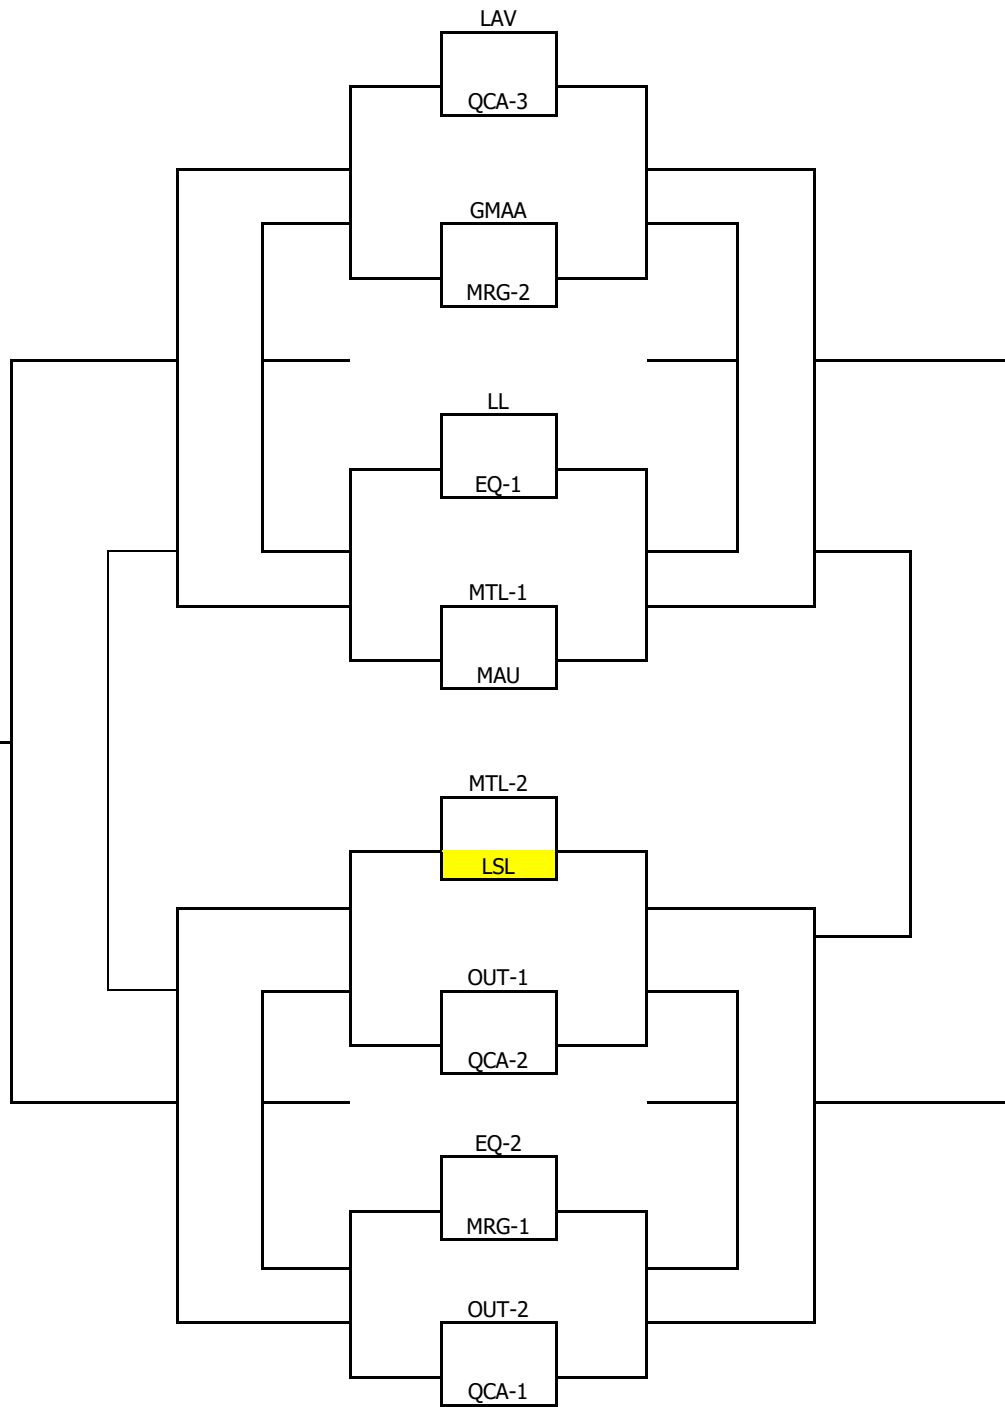 LAV
QCA-3
GMAA
MRG-2
LL
EQ-1
MTL-1
MAU
MTL-2
LSL
OUT-1
QCA-2
EQ-2
MRG-1
OUT-2
QCA-1